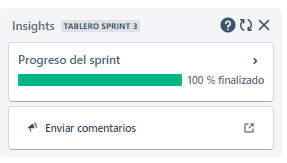 Insights TABLERO SPRINT 3
Progreso del sprint
100 % finalizado
Enviar comentarios